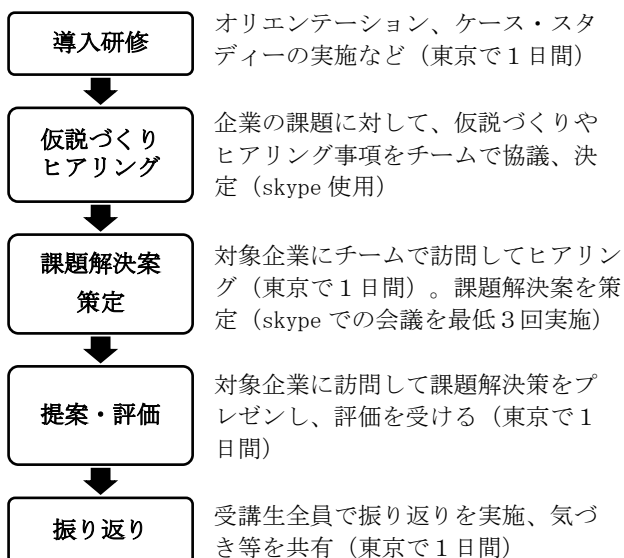 導入研修
オリエンテーション、ケース・スタ
ディーの実施など（東京で１日間）
仮説づくり
ヒアリング
企業の課題に対して、仮説づくりや
ヒアリング事項をチームで協議、決
定（skype 使用）
課題解決案
策定
対象企業にチームで訪問してヒアリン
グ（東京で１日間）。課題解決案を策
定（skype での会議を最低３回実施）
提案・評価
対象企業に訪問して課題解決策をプ
レゼンし、評価を受ける（東京で１
日間）
振り返り
受講生全員で振り返りを実施、気づ
き等を共有（東京で１日間）